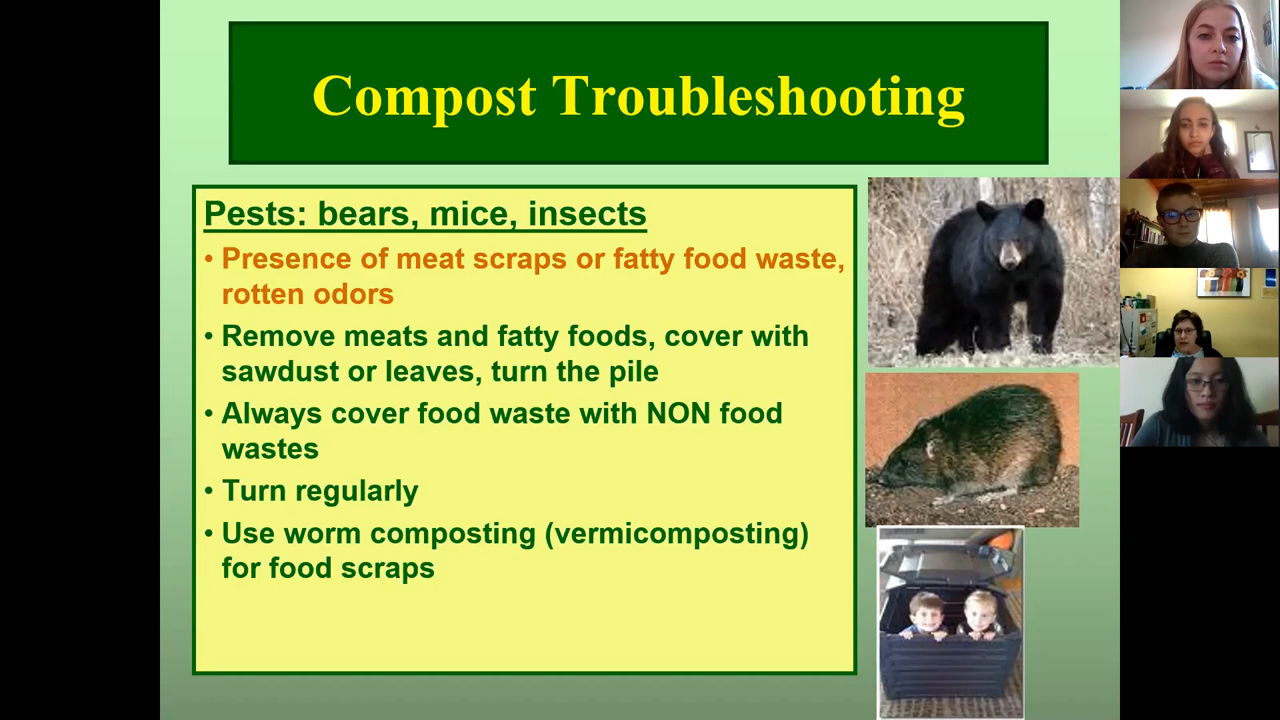 Compost Troubleshooting
Pests: bears, mice, insects
• Presence of meat scraps or fatty food waste,
rotten odors
• Remove meats and fatty foods, cover with
sawdust or leaves, turn the pile
• Always cover food waste with NON food
wastes
• Turn regularly
• Use worm composting (vermicomposting)
for food scraps